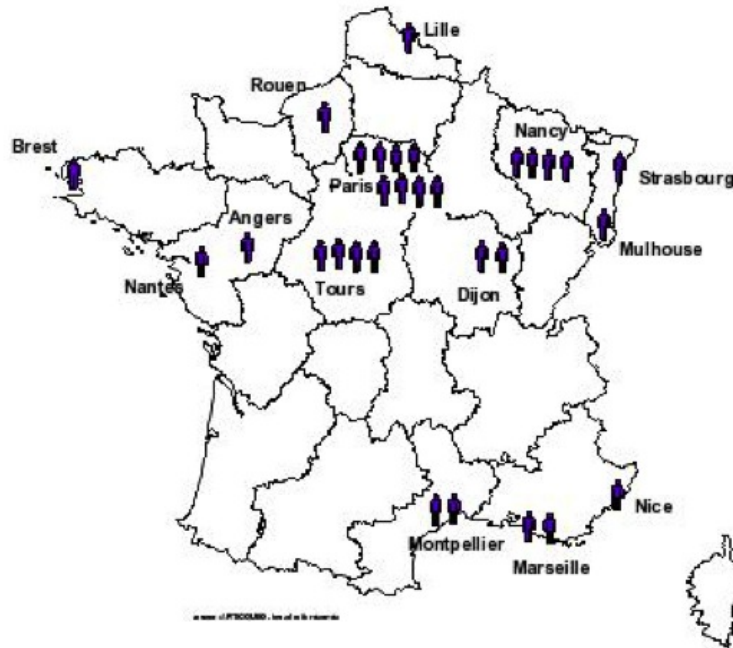 Lille
Rouen
Nancy
Brest
Paris
Strasbourg
Angers
Mulhouse
Nantes
Tours
Dijon
Nice
Montpellier
Marseille